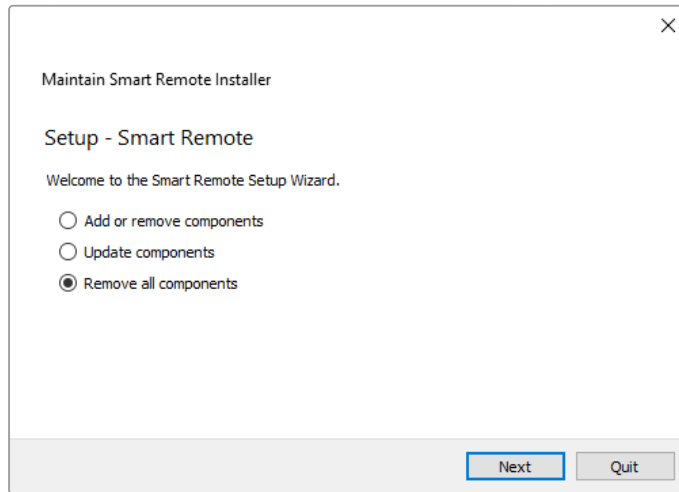 Maintain Smart Remote Installer
Setup - Smart Remote
Welcome to the Smart Remote Setup Wizard.
Add or remove components
Update components
Remove all components
Next Quit